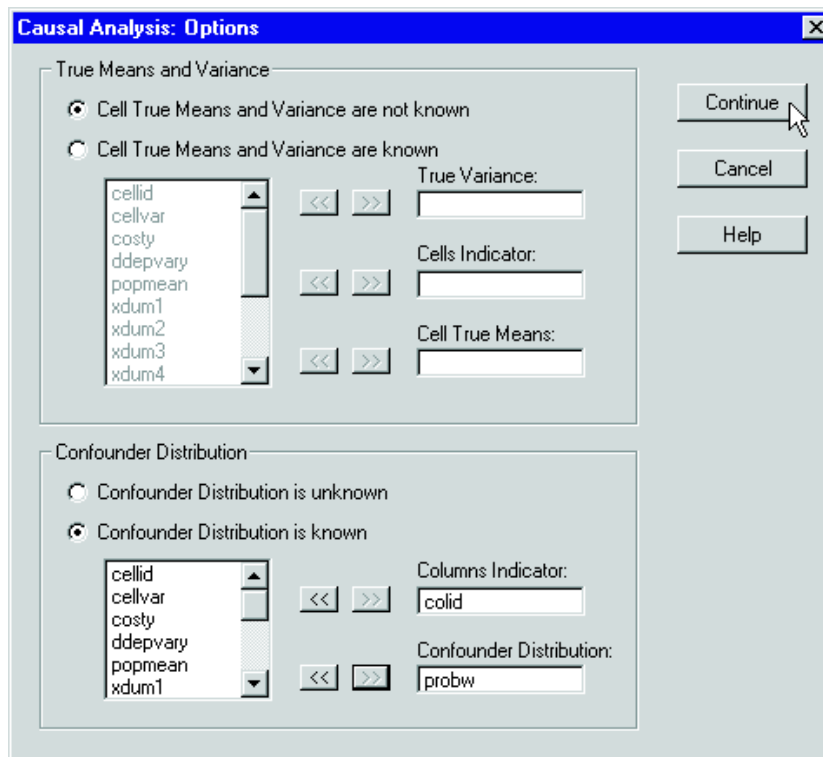 Causal Analysis: Options
True Means and Variance
Cell True Means and Variance are not known
Cell True Means and Variance are known
cellid
cellvar
costy
ddepvary
popmean
xdum1
xdum2
xdum3
xdum4
<< >>
True Variance:
<< >>
Cells Indicator:
<< >>
Cell True Means:
Continue
Cancel
Help
Confounder Distribution
Confounder Distribution is unknown
Confounder Distribution is known
cellid
cellvar
costy
ddepvary
popmean
xdum1
<< >>
Columns Indicator:
colid
<< >>
Confounder Distribution:
probw